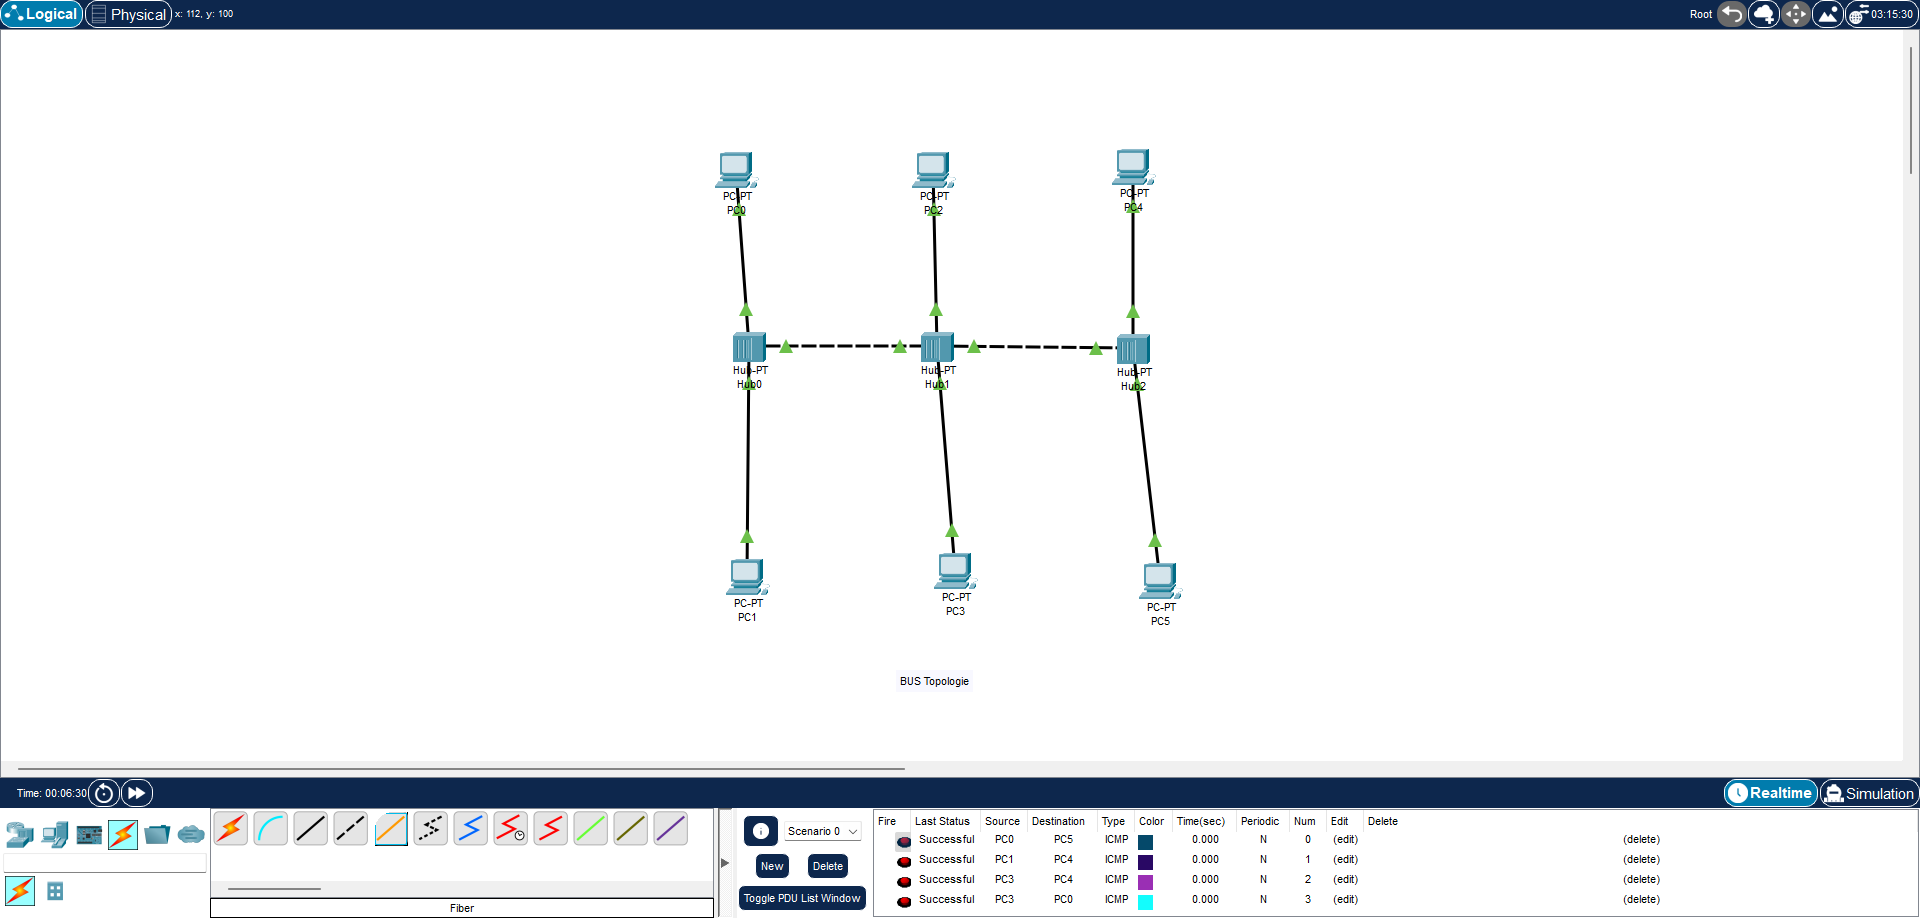 Logical Physical x: 112, y: 100 Root 03:15:30
PC-PT PC-PT PC-PT
PC0 PC2 PC4
Hub-PT Hub-PT Hub-PT
Hub0 Hub1 Hub2
PC-PT PC-PT PC-PT
PC1 PC3 PC5
BUS Topologie
Time: 00:06:30 Realtime Simulation
Scenario 0
New Delete
Toggle PDU List Window
Fiber
Fire Last Status Source Destination Type Color Time(sec) Periodic Num Edit Delete
Successful PC0 PC5 ICMP 0.000 N 0 (edit) (delete)
Successful PC1 PC4 ICMP 0.000 N 1 (edit) (delete)
Successful PC3 PC4 ICMP 0.000 N 2 (edit) (delete)
Successful PC3 PC0 ICMP 0.000 N 3 (edit) (delete)